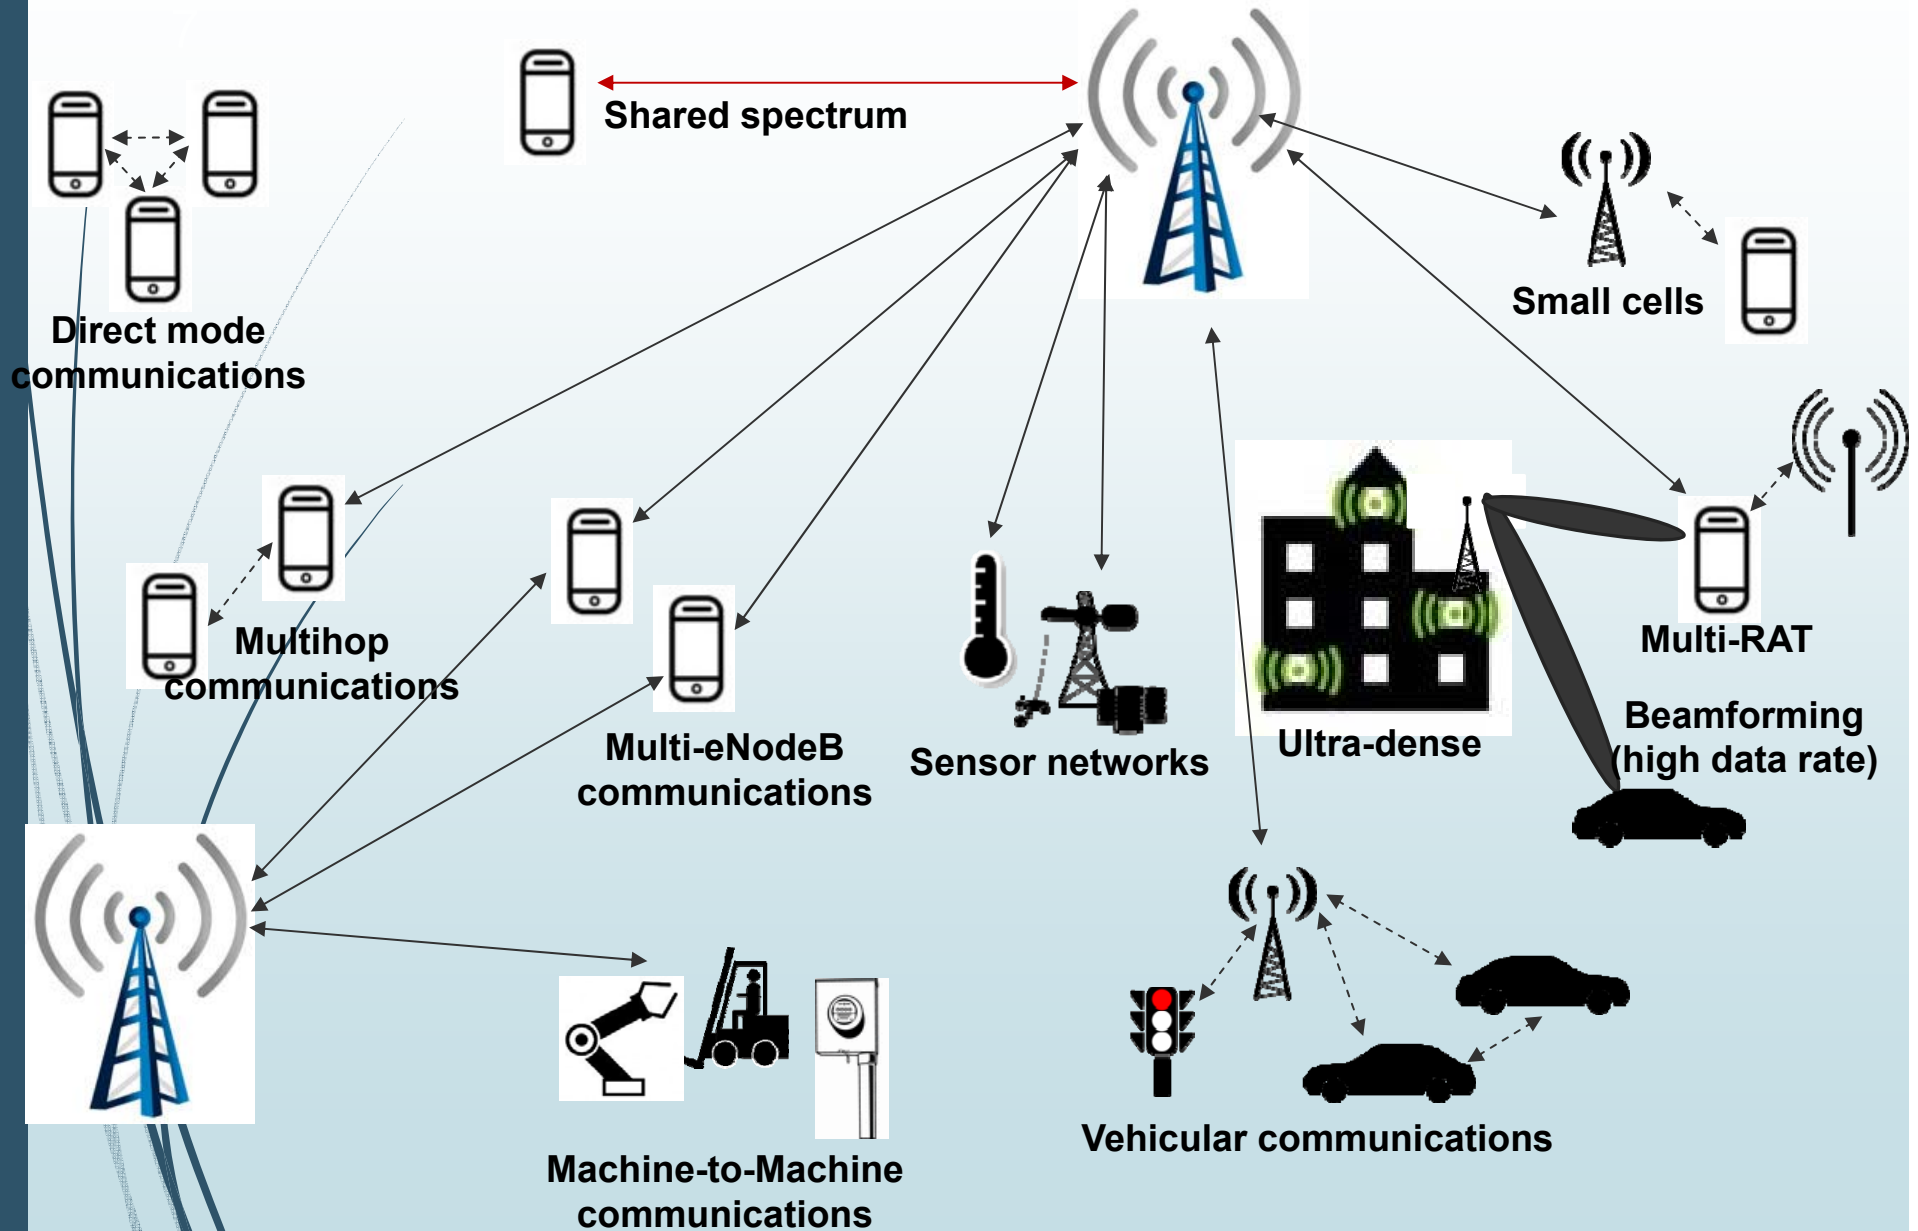 Shared spectrum
Direct mode
communications
Small cells
Multihop
communications
Multi-eNodeB
communications
Sensor networks
Ultra-dense
Multi-RAT
Beamforming
(high data rate)
Vehicular communications
Machine-to-Machine
communications